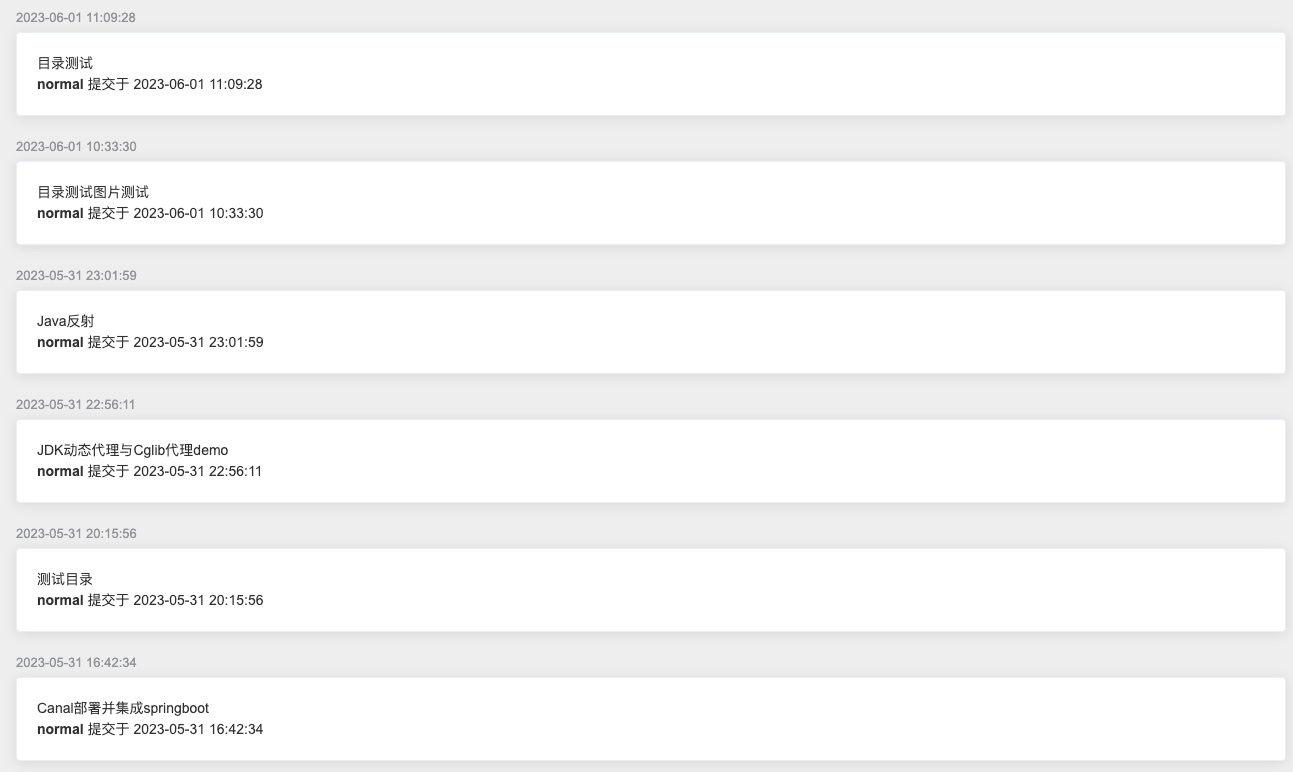 2023-06-01 11:09:28
目录测试
normal 提交于 2023-06-01 11:09:28
2023-06-01 10:33:30
目录测试图片测试
normal 提交于 2023-06-01 10:33:30
2023-05-31 23:01:59
Java反射
normal 提交于 2023-05-31 23:01:59
2023-05-31 22:56:11
JDK动态代理与Cglib代理demo
normal 提交于 2023-05-31 22:56:11
2023-05-31 20:15:56
测试目录
normal 提交于 2023-05-31 20:15:56
2023-05-31 16:42:34
Canal部署并集成springboot
normal 提交于 2023-05-31 16:42:34